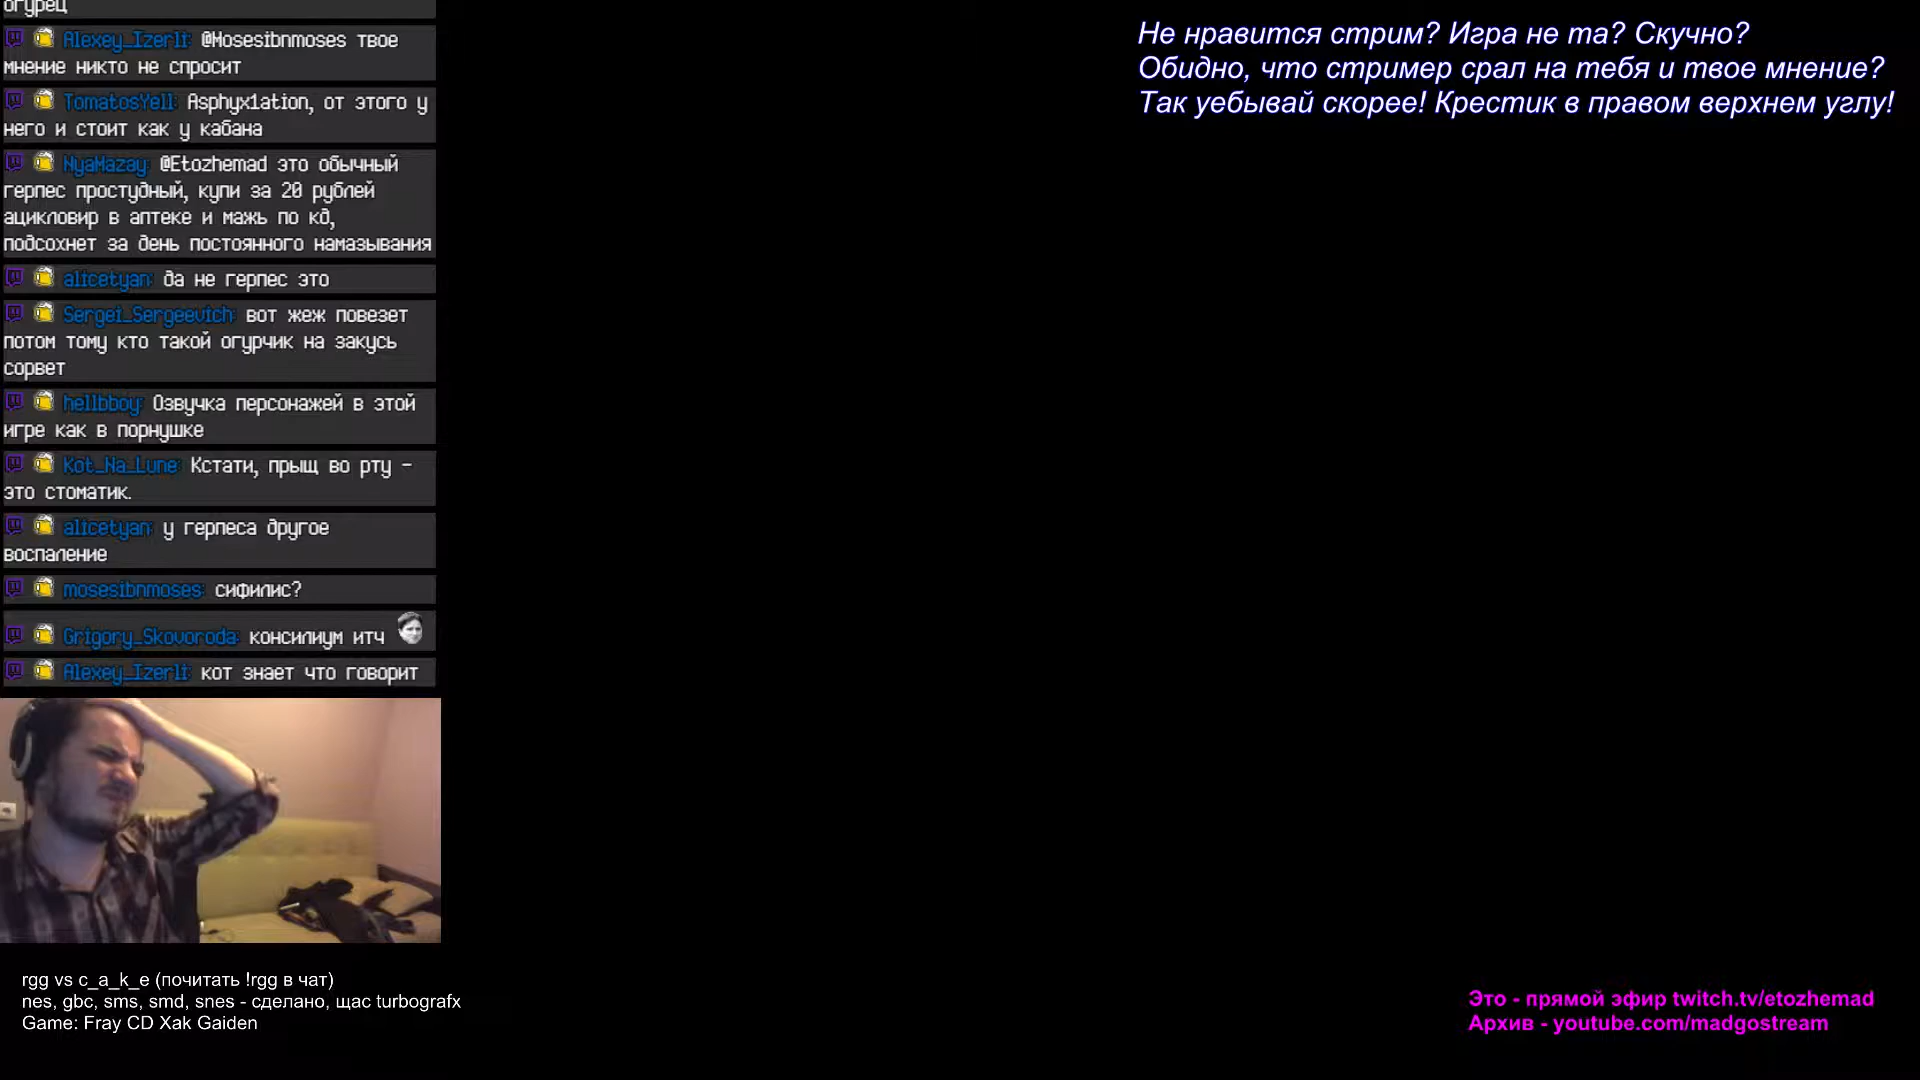 огурец
Alexey_Izerli: @Mosesibnmoses твое
мнение никто не спросит
TomatosYell: Asphyx1ation, от этого у
него и стоит как у кабана
NyaMazay: @Etozhemad это обычный
герпес простудный, купи за 20 рублей
ацикловир в аптеке и мажь по кд,
подсохнет за день постоянного намазывания
alicetyan: да не герпес это
Sergei_Sergeevich: вот жеж повезет
потом тому кто такой огурчик на закусь
сорвет
hellbboy: Озвучка персонажей в этой
игре как в порнушке
Kot_Na_Lune: Кстати, прыщ во рту -
это стоматик.
alicetyan: у герпеса другое
воспаление
mosesibnmoses: сифилис?
Grigory_Skovoroda: консилиум итч
Alexey_Izerli: кот знает что говорит
Не нравится стрим? Игра не та? Скучно?
Обидно, что стример срал на тебя и твое мнение?
Так уебывай скорее! Крестик в правом верхнем углу!
rgg vs c_a_k_e (почитать !rgg в чат)
nes, gbc, sms, smd, snes - сделано, щас turbografx
Game: Fray CD Xak Gaiden
Это - прямой эфир twitch.tv/etozhemad
Архив - youtube.com/madgostream